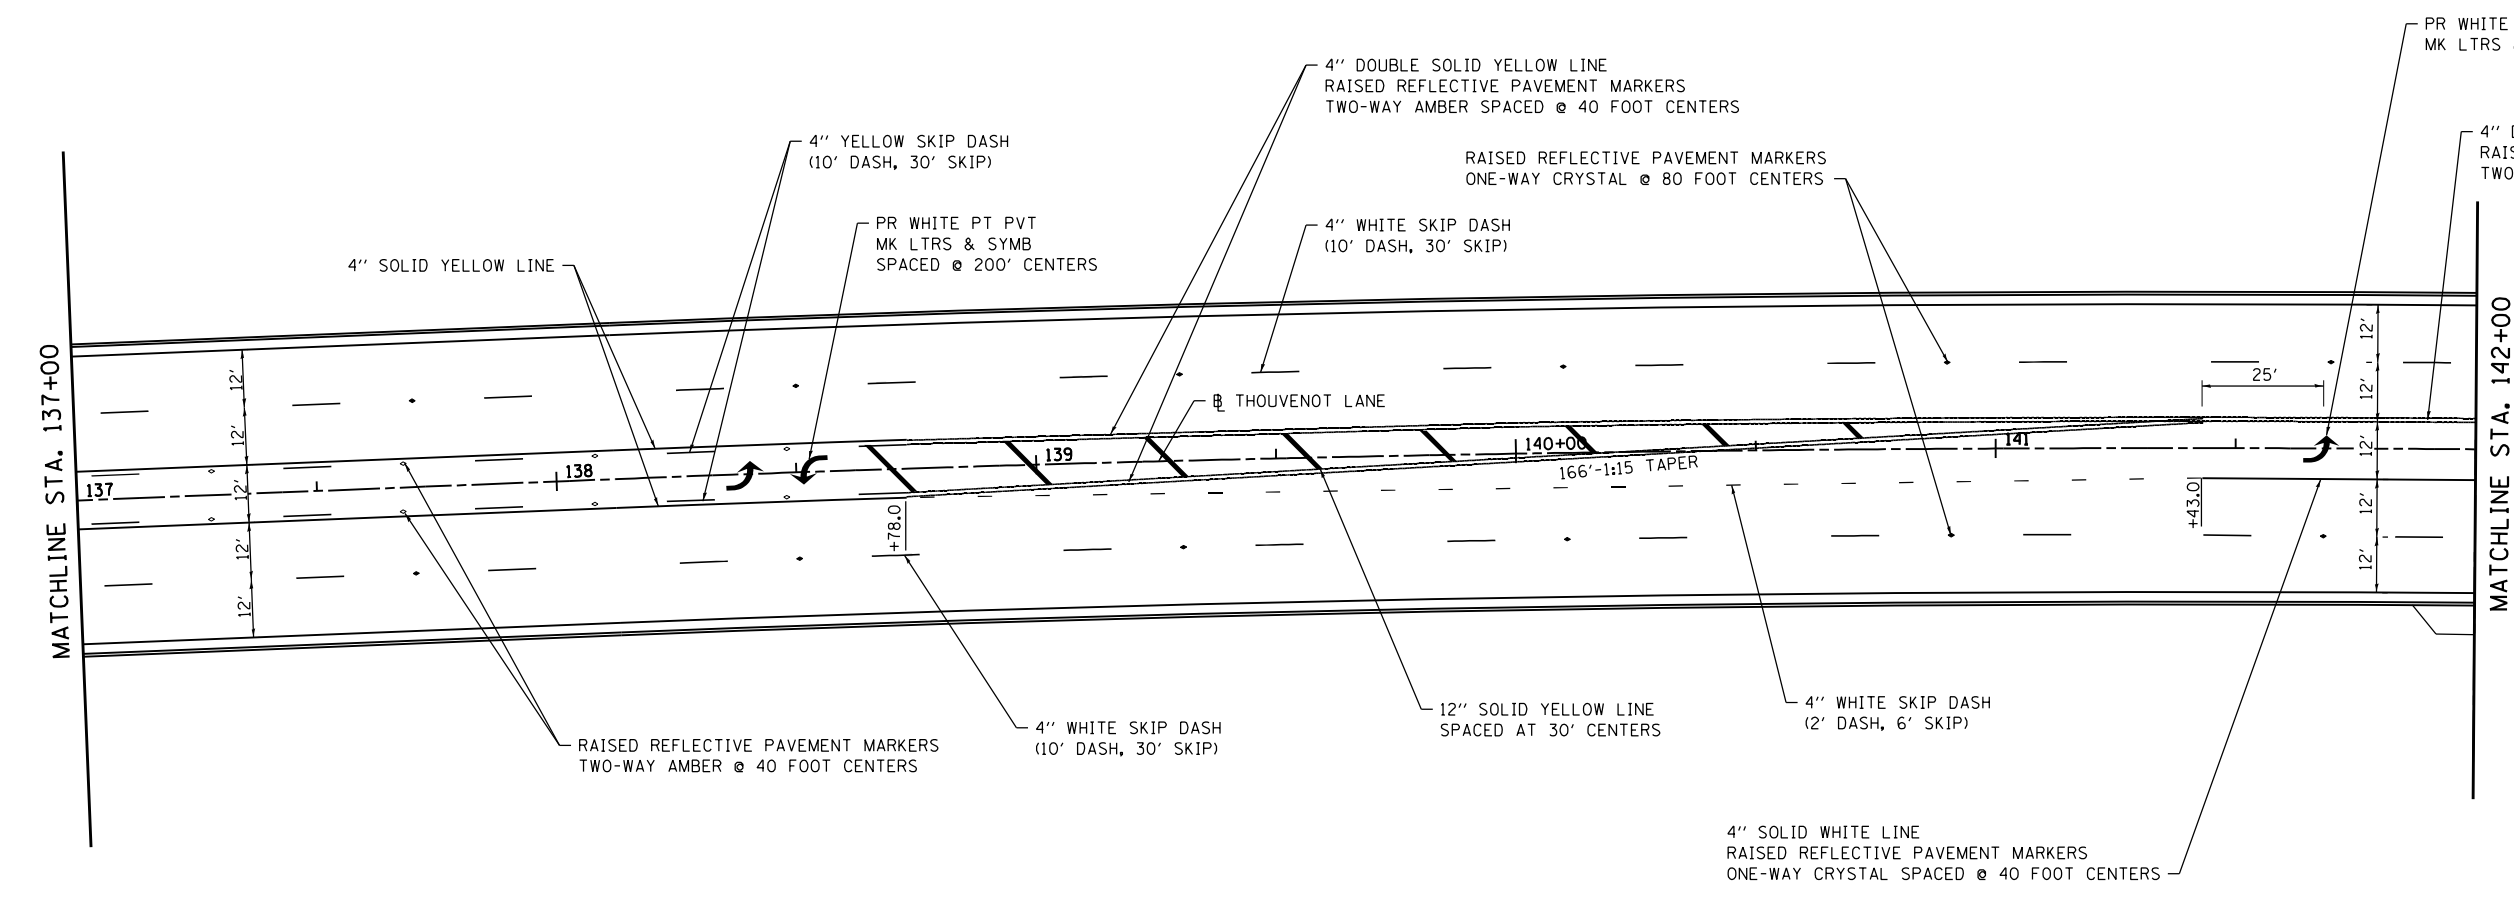 PR WHITE
MK LTRS
4'' DOUBLE SOLID YELLOW LINE
RAISED REFLECTIVE PAVEMENT MARKERS
TWO-WAY AMBER SPACED @ 40 FOOT CENTERS
4'' YELLOW SKIP DASH
(10' DASH, 30' SKIP)
RAISED REFLECTIVE PAVEMENT MARKERS
ONE-WAY CRYSTAL @ 80 FOOT CENTERS
4''
TWO
PR WHITE PT PVT
MK LTRS & SYMB
SPACED @ 200' CENTERS
4'' WHITE SKIP DASH
(10' DASH, 30' SKIP)
4'' SOLID YELLOW LINE
MATCHLINE STA. 137+00
12'
12'
12'
12'
12'
137
138
139
140+00
141
THOUVENOT LANE
166'-1:15 TAPER
+78.0
+43.0
25'
12'
12'
12'
12'
12'
MATCHLINE STA. 142+00
RAISED REFLECTIVE PAVEMENT MARKERS
TWO-WAY AMBER @ 40 FOOT CENTERS
4'' WHITE SKIP DASH
(10' DASH, 30' SKIP)
12'' SOLID YELLOW LINE
SPACED AT 30' CENTERS
4'' WHITE SKIP DASH
(2' DASH, 6' SKIP)
4'' SOLID WHITE LINE
RAISED REFLECTIVE PAVEMENT MARKERS
ONE-WAY CRYSTAL SPACED @ 40 FOOT CENTERS